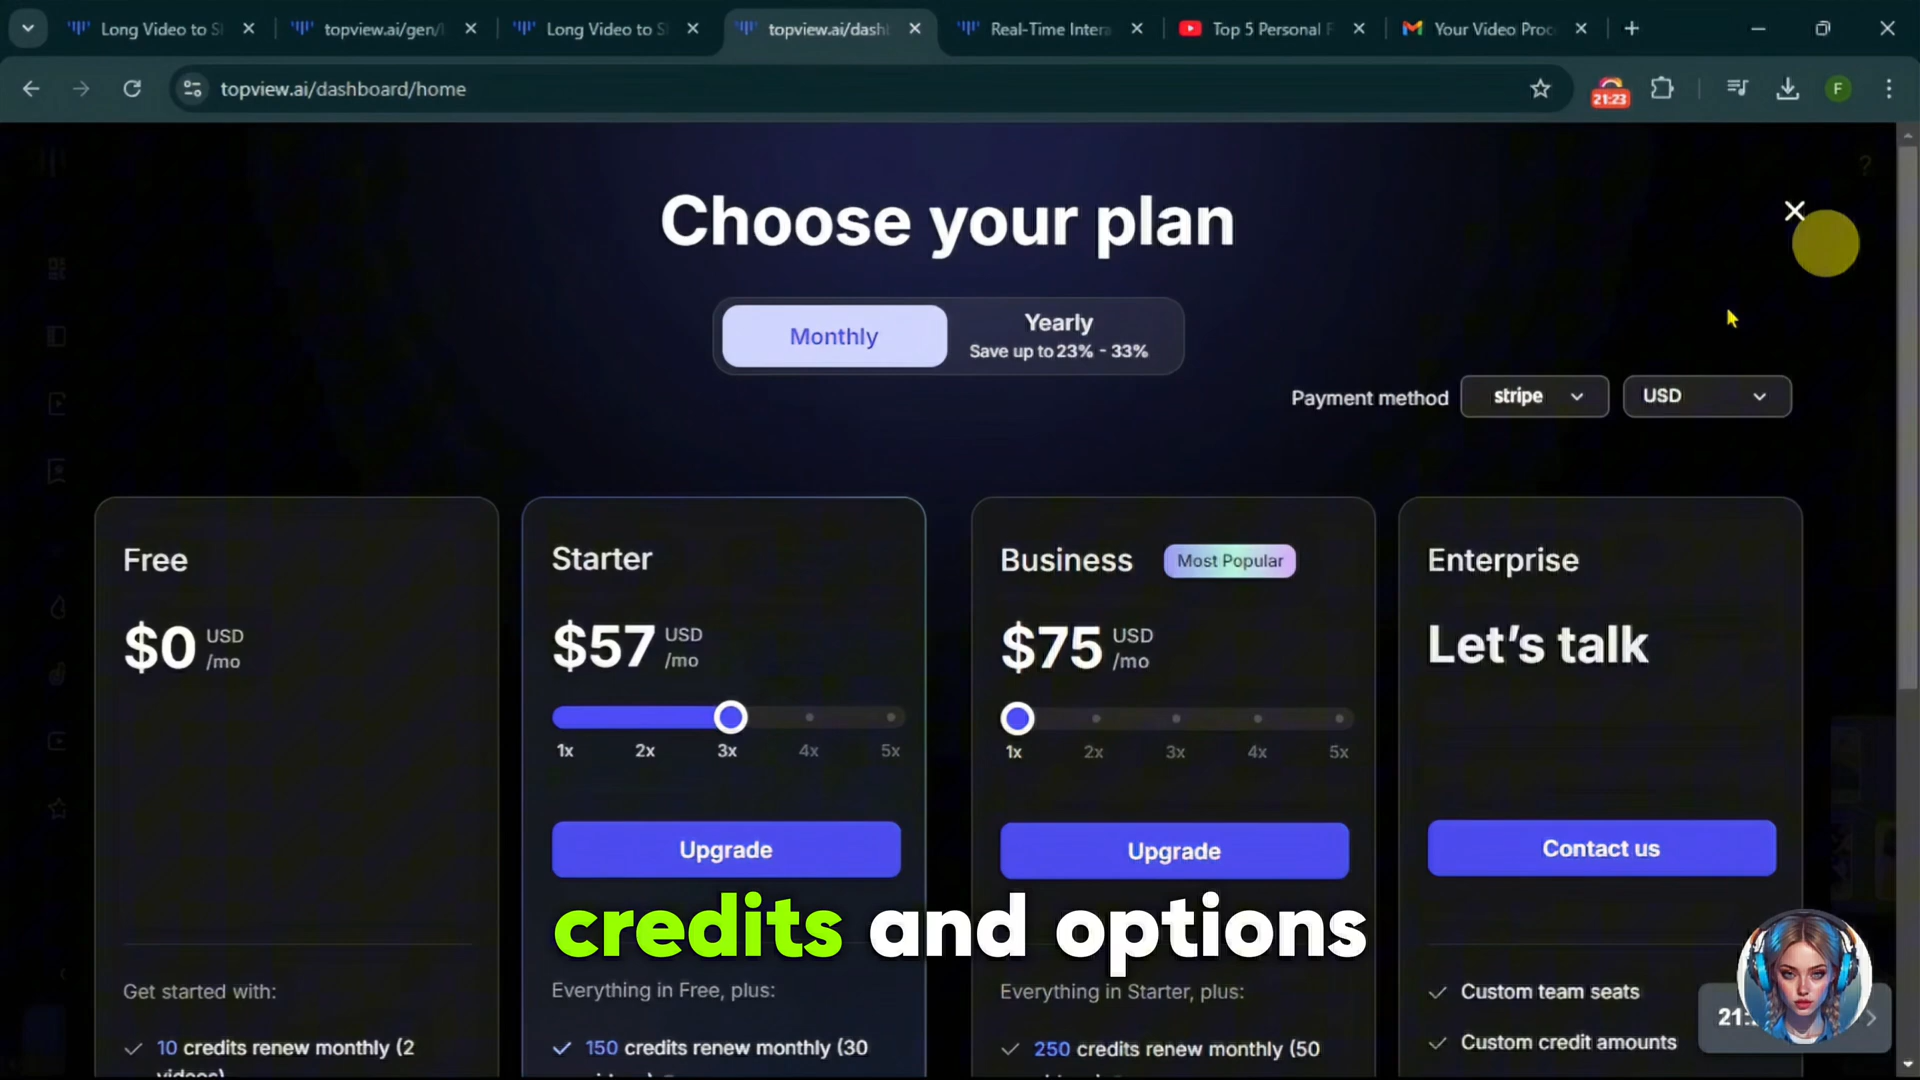 Long Video to S
topview.ai/gen/
Long Video to S
topview.ai/dash
Real-Time Inter
Top 5 Personal F
Your Video Proc
topview.ai/dashboard/home
21:23
F
?
Choose your plan
Monthly
Yearly
Save up to 23% - 33%
Payment method
stripe
USD
Free
$0 USD
/mo
Get started with:
10 credits renew monthly (2
videos)
Starter
$57 USD
/mo
1x 2x 3x 4x 5x
Upgrade
Everything in Free, plus:
150 credits renew monthly (30
Business
Most Popular
$75 USD
/mo
1x 2x 3x 4x 5x
Upgrade
Everything in Starter, plus:
250 credits renew monthly (50
Enterprise
Let's talk
Contact us
Custom team seats
Custom credit amounts
credits and options
21: